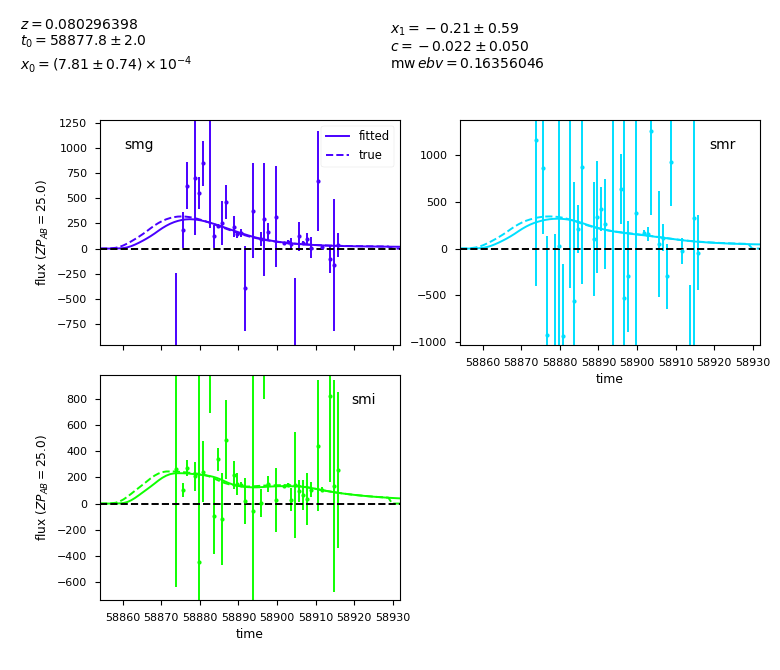 z = 0.080296398
t₀ = 58877.8 ± 2.0
x₀ = (7.81 ± 0.74) × 10⁻⁴
x₁ = −0.21 ± 0.59
c = −0.022 ± 0.050
mw ebv = 0.16356046
smg
fitted
true
1250
1000
750
500
250
0
−250
−500
−750
flux (ZP_AB = 25.0)
smr
1000
500
0
−500
−1000
58860 58870 58880 58890 58900 58910 58920 58930
time
smi
800
600
400
200
0
−200
−400
−600
flux (ZP_AB = 25.0)
58860 58870 58880 58890 58900 58910 58920 58930
time